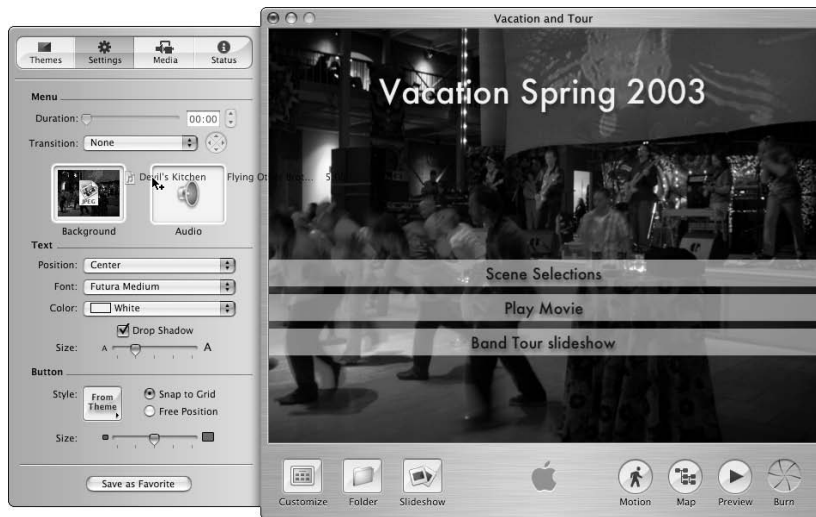 Vacation and Tour
Themes Settings Media Status
Menu
Duration: 00:00
Transition: None
Devil's Kitchen Flying Other
JPEG
Background Audio
Text
Position: Center
Font: Futura Medium
Color: White
Drop Shadow
Size: A A
Button
Style: From Theme
Snap to Grid
Free Position
Size:
Save as Favorite
Vacation Spring 2003
Scene Selections
Play Movie
Band Tour slideshow
Customize Folder Slideshow Motion Map Preview Burn